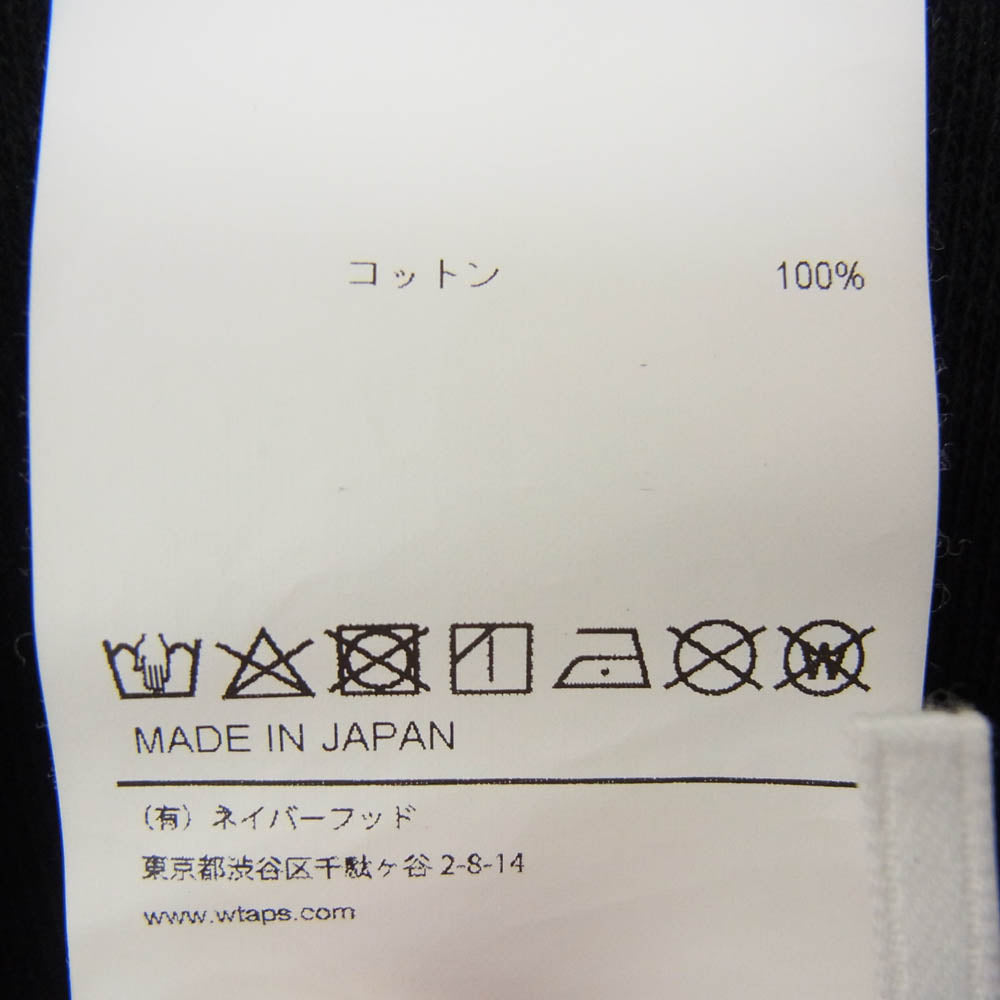 コットン 100%
W
MADE IN JAPAN
(有) ネイバーフッド
東京都渋谷区千駄ヶ谷 2-8-14
www.wtaps.com